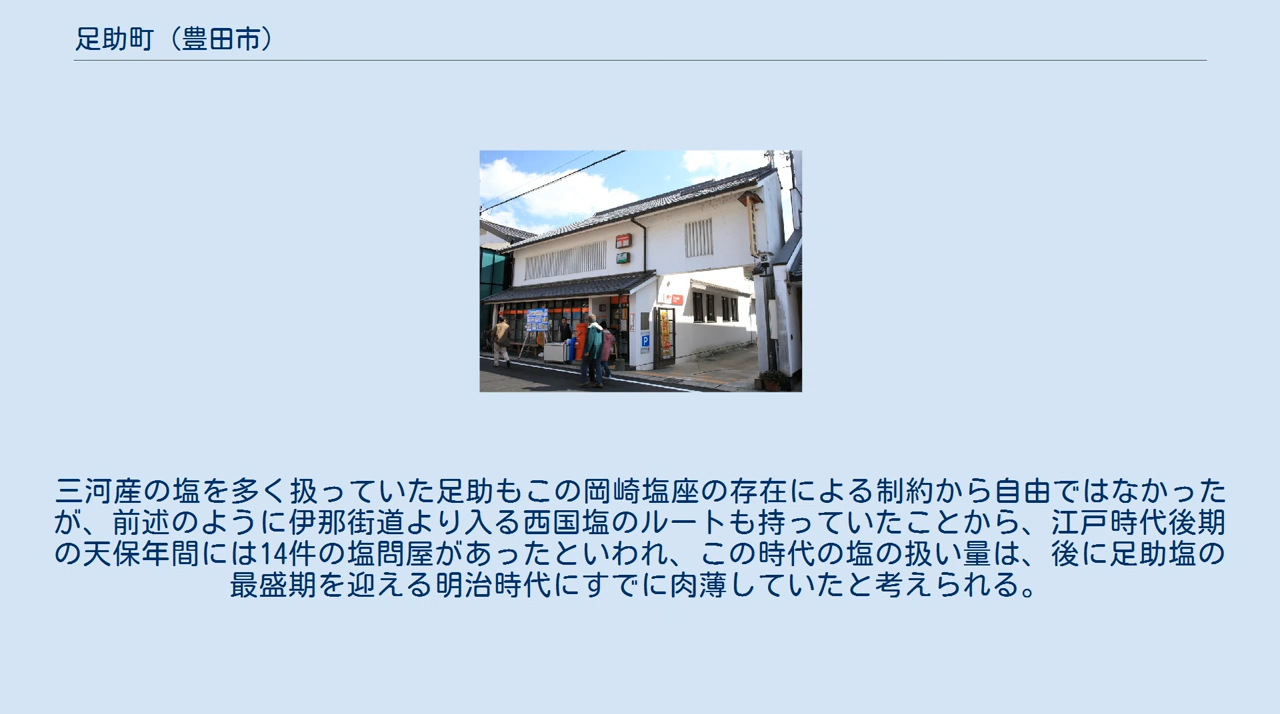 足助町（豊田市）
P
三河産の塩を多く扱っていた足助もこの岡崎塩座の存在による制約から自由ではなかった
が、前述のように伊那街道より入る西国塩のルートも持っていたことから、江戸時代後期
の天保年間には14件の塩問屋があったといわれ、この時代の塩の扱い量は、後に足助塩の
最盛期を迎える明治時代にすでに肉薄していたと考えられる。